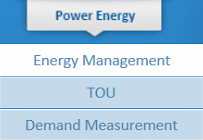 Power Energy
Energy Management
TOU
Demand Measurement